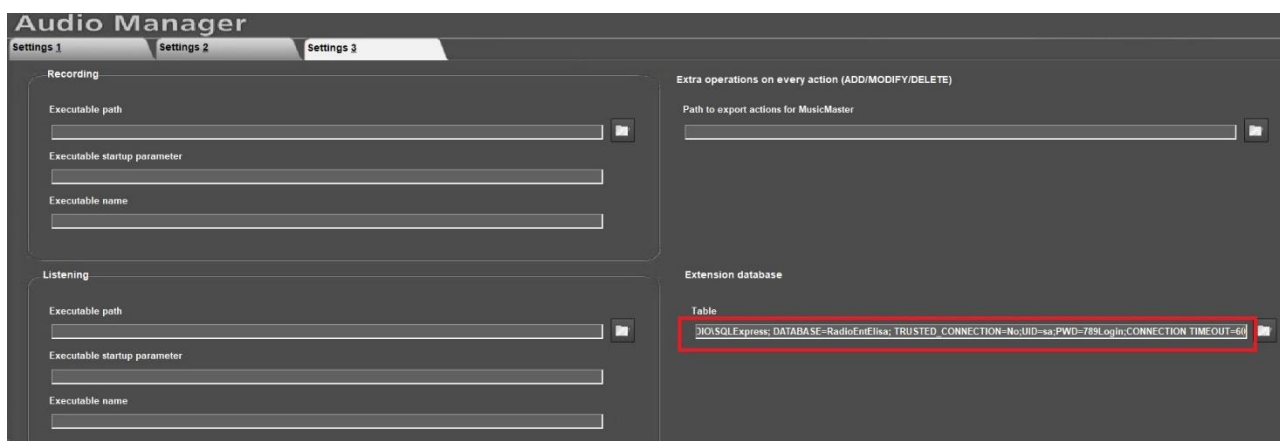 Audio Manager
Settings 1
Settings 2
Settings 3
Recording
Executable path
Executable startup parameter
Executable name
Extra operations on every action (ADD/MODIFY/DELETE)
Path to export actions for MusicMaster
Listening
Executable path
Executable startup parameter
Executable name
Extension database
Table
DIO\SQLExpress; DATABASE=RadioEntElisa; TRUSTED_CONNECTION=No;UID=sa;PWD=789Login;CONNECTION TIMEOUT=60